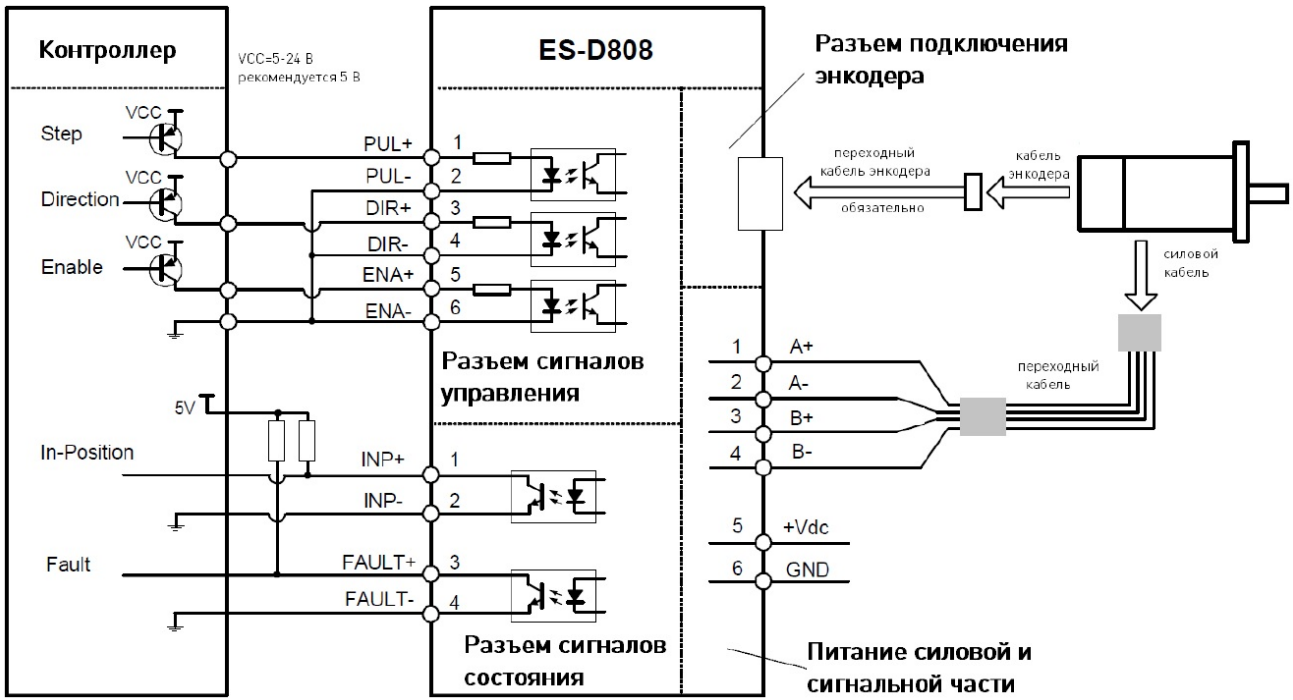 Контроллер
VCC=5-24 В
рекомендуется 5 В
ES-D808
Разъем подключения
энкодера
Step
VCC
PUL+
1
PUL-
2
Direction
VCC
DIR+
3
DIR-
4
Enable
VCC
ENA+
5
ENA-
6
переходный
кабель энкодера
обязательно
кабель
энкодера
силовой
кабель
Разъем сигналов
управления
1
A+
2
A-
3
B+
4
B-
переходный
кабель
5V
In-Position
INP+
1
INP-
2
5
+Vdc
6
GND
Fault
FAULT+
3
FAULT-
4
Разъем сигналов
состояния
Питание силовой и
сигнальной части